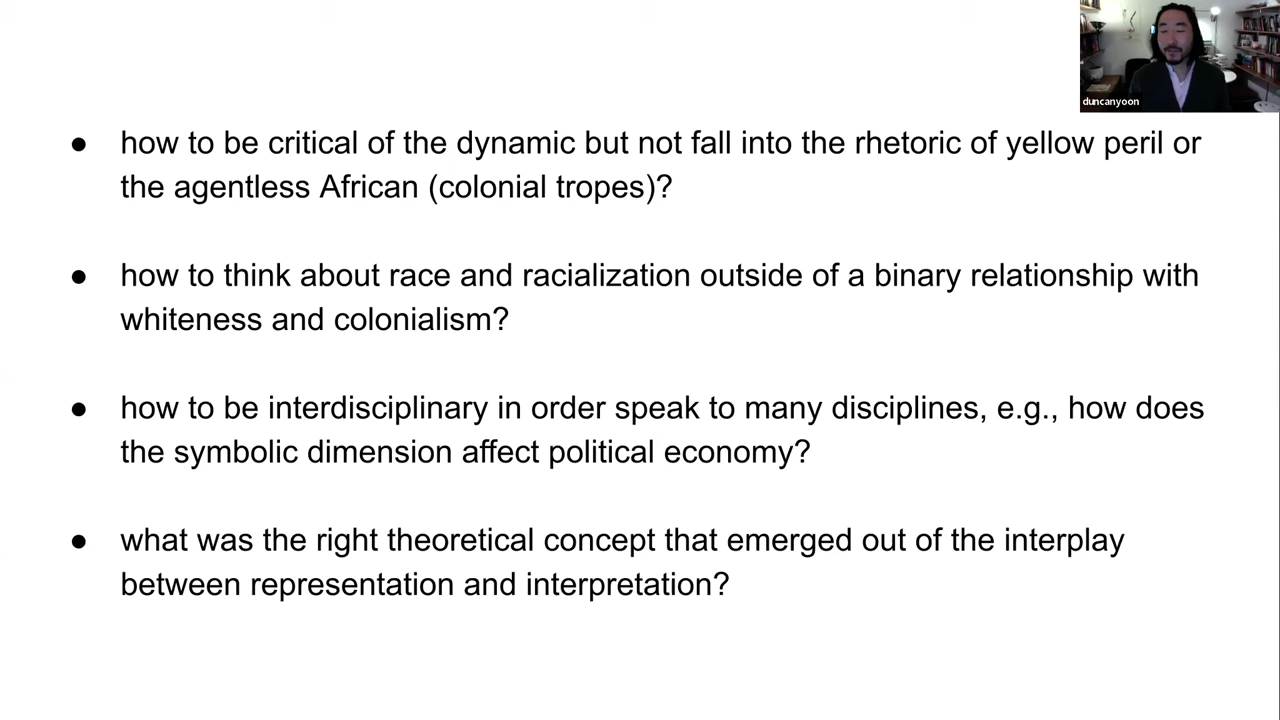 duncanyoon
● how to be critical of the dynamic but not fall into the rhetoric of yellow peril or
the agentless African (colonial tropes)?
● how to think about race and racialization outside of a binary relationship with
whiteness and colonialism?
● how to be interdisciplinary in order speak to many disciplines, e.g., how does
the symbolic dimension affect political economy?
● what was the right theoretical concept that emerged out of the interplay
between representation and interpretation?